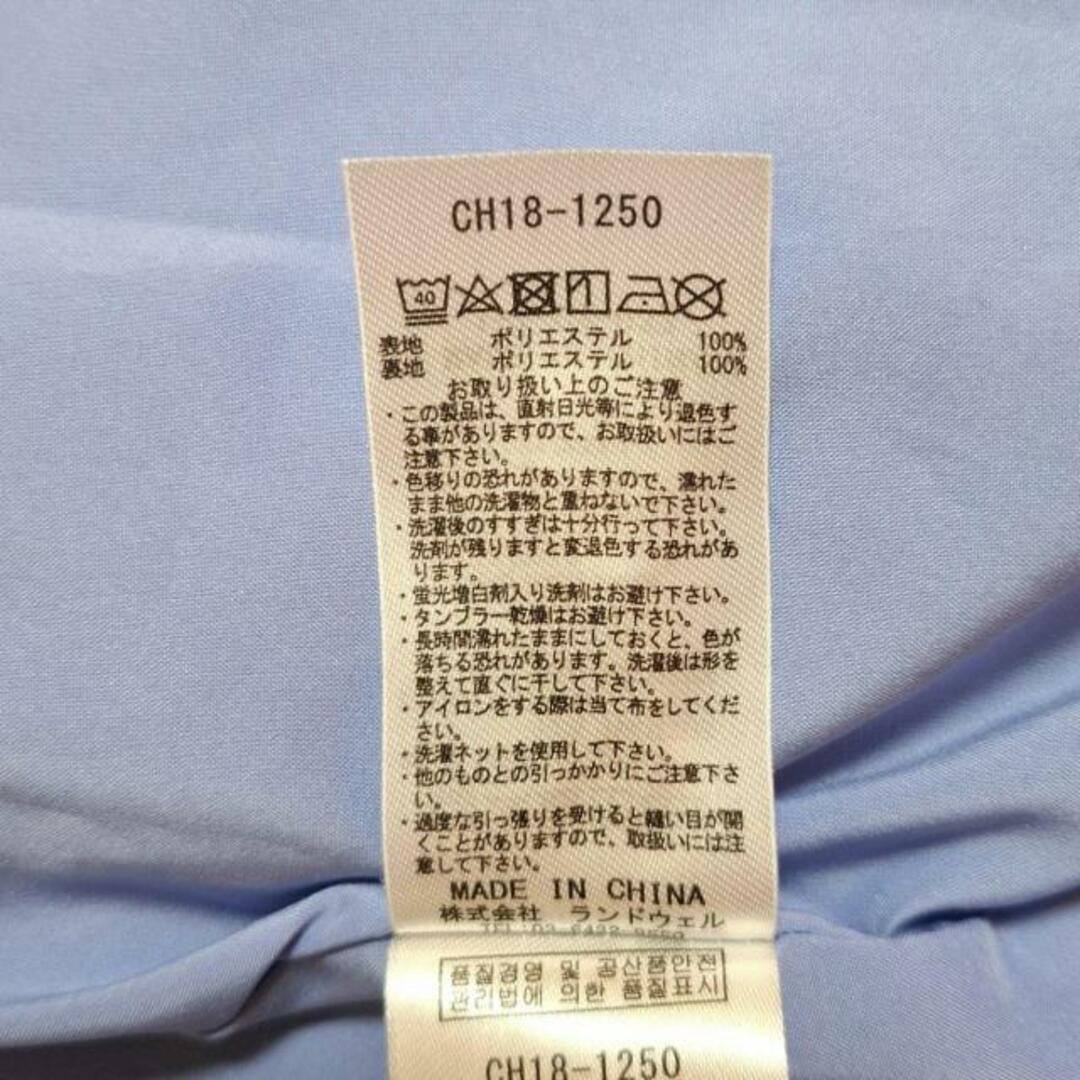 CH18-1250
40
表地 ポリエステル 100%
裏地 ポリエステル 100%
お取り扱い上のご注意
・この製品は、直射日光等により退色す
る事がありますので、お取扱いにはご
注意下さい。
・色移りの恐れがありますので、濡れた
まま他の洗濯物と重ねないで下さい。
・洗濯後のすすぎは十分行って下さい。
洗剤が残りますと変退色する恐れがあ
ります。
・蛍光増白剤入り洗剤はお避け下さい。
・タンブラー乾燥はお避け下さい。
・長時間濡れたままにしておくと、色が
落ちる恐れがあります。洗濯後は形を
整えて直ぐに干して下さい。
・アイロンをする際は当て布をしてくだ
さい。
・洗濯ネットを使用して下さい。
・他のものとの引っかかりにご注意下さ
い。
・過度な引っ張りを受けると縫い目が開
くことがありますので、取扱いには注
意して下さい。
MADE IN CHINA
株式会社 ランドウェル
TEL:03-6432-
품질경영 및 공산품안전
관리법에 의한 품질표시
CH18-1250